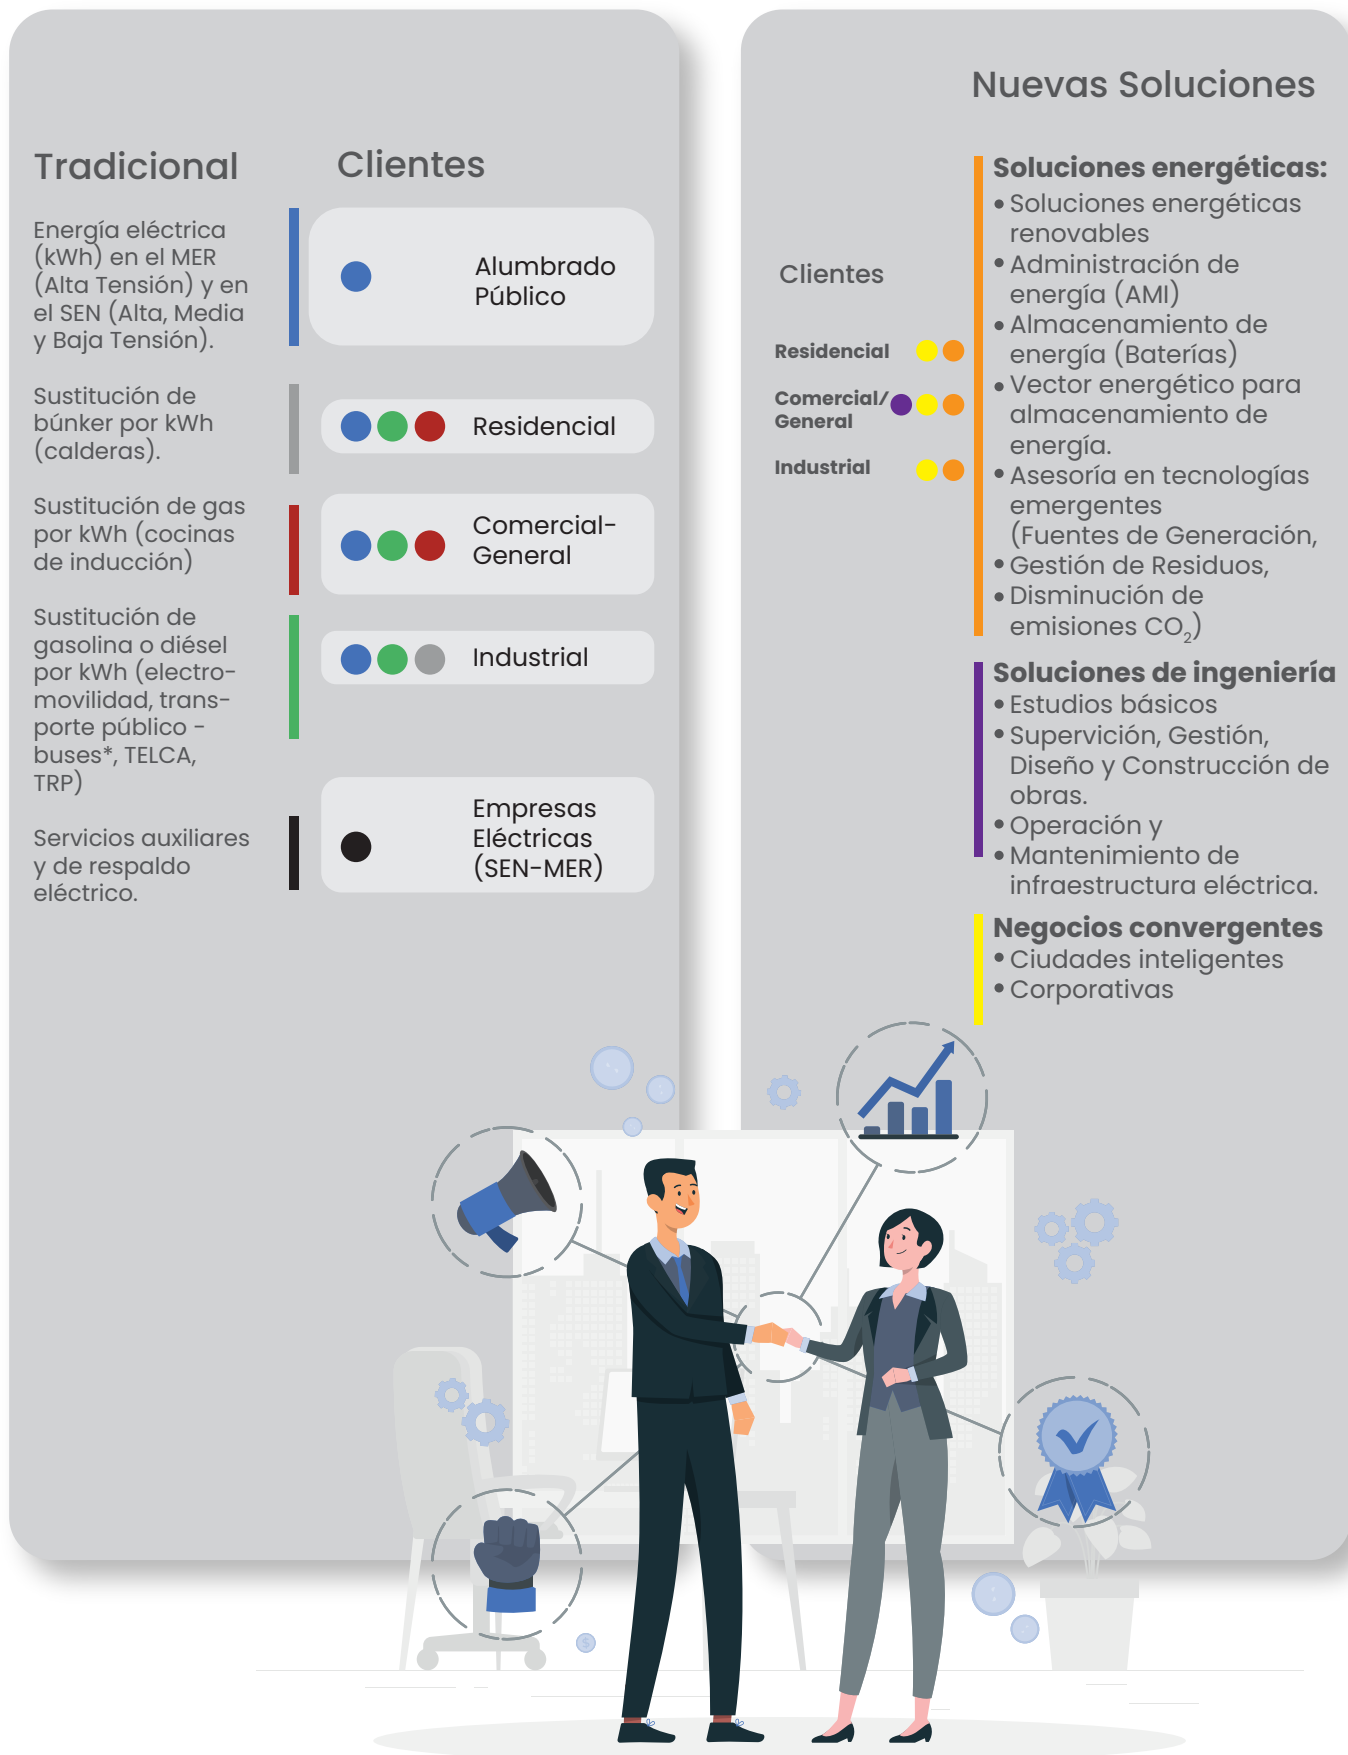 Tradicional
Energía eléctrica
(kWh) en el MER
(Alta Tensión) y en
el SEN (Alta, Media
y Baja Tensión).
Sustitución de
búnker por kWh
(calderas).
Sustitución de gas
por kWh (cocinas
de inducción)
Sustitución de
gasolina o diésel
por kWh (electro-
movilidad, trans-
porte público -
buses*, TELCA,
TRP)
Servicios auxiliares
y de respaldo
eléctrico.
Clientes
Alumbrado
Público
Residencial
Comercial-
General
Industrial
Empresas
Eléctricas
(SEN-MER)
Nuevas Soluciones
Clientes
Residencial
Comercial/
General
Industrial
Soluciones energéticas:
• Soluciones energéticas
renovables
• Administración de
energía (AMI)
• Almacenamiento de
energía (Baterías)
• Vector energético para
almacenamiento de
energía.
• Asesoría en tecnologías
emergentes
(Fuentes de Generación,
• Gestión de Residuos,
• Disminución de
emisiones CO₂)
Soluciones de ingeniería
• Estudios básicos
• Supervición, Gestión,
Diseño y Construcción de
obras.
• Operación y
• Mantenimiento de
infraestructura eléctrica.
Negocios convergentes
• Ciudades inteligentes
• Corporativas